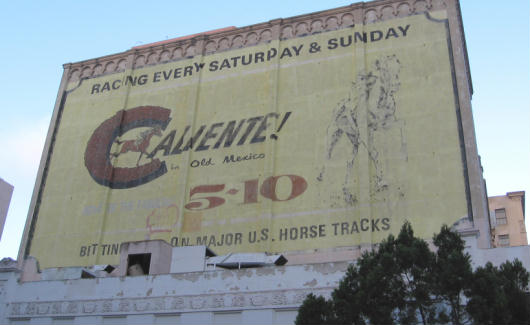 RACING EVERY SATURDAY & SUNDAY
CALIENTE!
in Old Mexico
5-10
ON MAJOR U.S. HORSE TRACKS